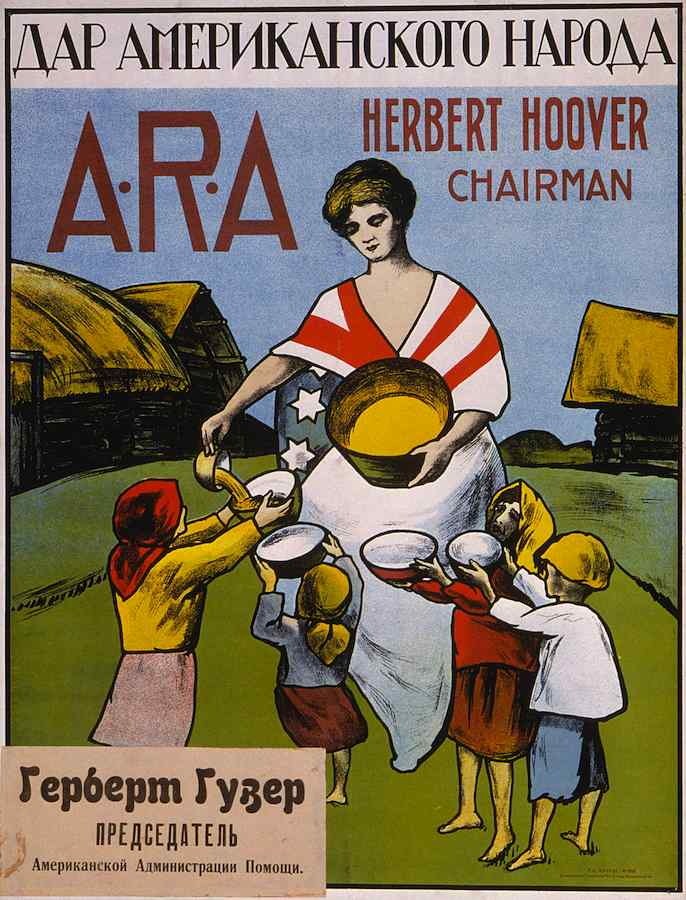 ДАР АМЕРИКАНСКОГО НАРОДА
A·R·A
HERBERT HOOVER
CHAIRMAN
Герберт Гувер
ПРЕДСЕДАТЕЛЬ
Американской Администрации Помощи.